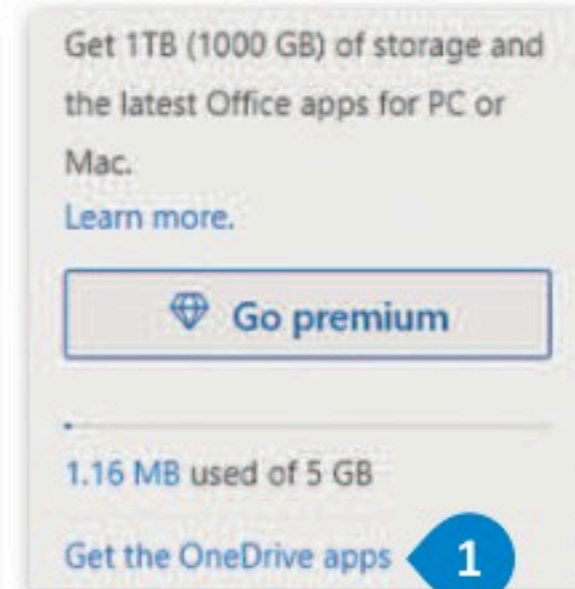 Get 1TB (1000 GB) of storage and
the latest Office apps for PC or
Mac.
Learn more.
Go premium
1.16 MB used of 5 GB
Get the OneDrive apps 1